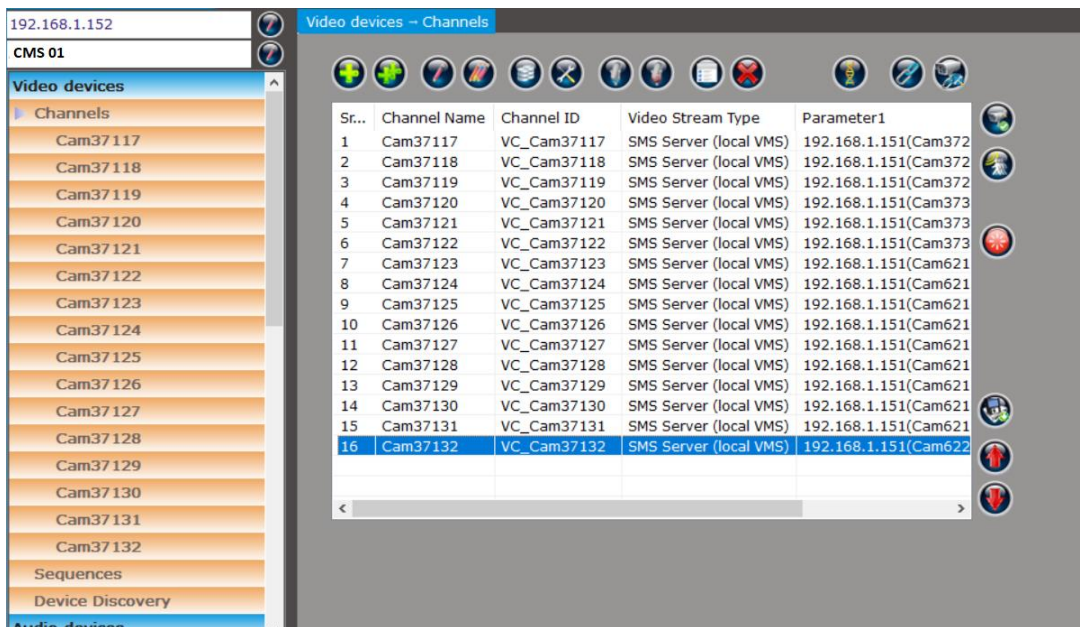 192.168.1.152
CMS 01
Video devices
Channels
Cam37117
Cam37118
Cam37119
Cam37120
Cam37121
Cam37122
Cam37123
Cam37124
Cam37125
Cam37126
Cam37127
Cam37128
Cam37129
Cam37130
Cam37131
Cam37132
Sequences
Device Discovery
Audio devices
Video devices → Channels
Sr... Channel Name Channel ID Video Stream Type Parameter1
1 Cam37117 VC_Cam37117 SMS Server (local VMS) 192.168.1.151(Cam372
2 Cam37118 VC_Cam37118 SMS Server (local VMS) 192.168.1.151(Cam372
3 Cam37119 VC_Cam37119 SMS Server (local VMS) 192.168.1.151(Cam372
4 Cam37120 VC_Cam37120 SMS Server (local VMS) 192.168.1.151(Cam373
5 Cam37121 VC_Cam37121 SMS Server (local VMS) 192.168.1.151(Cam373
6 Cam37122 VC_Cam37122 SMS Server (local VMS) 192.168.1.151(Cam373
7 Cam37123 VC_Cam37123 SMS Server (local VMS) 192.168.1.151(Cam621
8 Cam37124 VC_Cam37124 SMS Server (local VMS) 192.168.1.151(Cam621
9 Cam37125 VC_Cam37125 SMS Server (local VMS) 192.168.1.151(Cam621
10 Cam37126 VC_Cam37126 SMS Server (local VMS) 192.168.1.151(Cam621
11 Cam37127 VC_Cam37127 SMS Server (local VMS) 192.168.1.151(Cam621
12 Cam37128 VC_Cam37128 SMS Server (local VMS) 192.168.1.151(Cam621
13 Cam37129 VC_Cam37129 SMS Server (local VMS) 192.168.1.151(Cam621
14 Cam37130 VC_Cam37130 SMS Server (local VMS) 192.168.1.151(Cam621
15 Cam37131 VC_Cam37131 SMS Server (local VMS) 192.168.1.151(Cam621
16 Cam37132 VC_Cam37132 SMS Server (local VMS) 192.168.1.151(Cam622